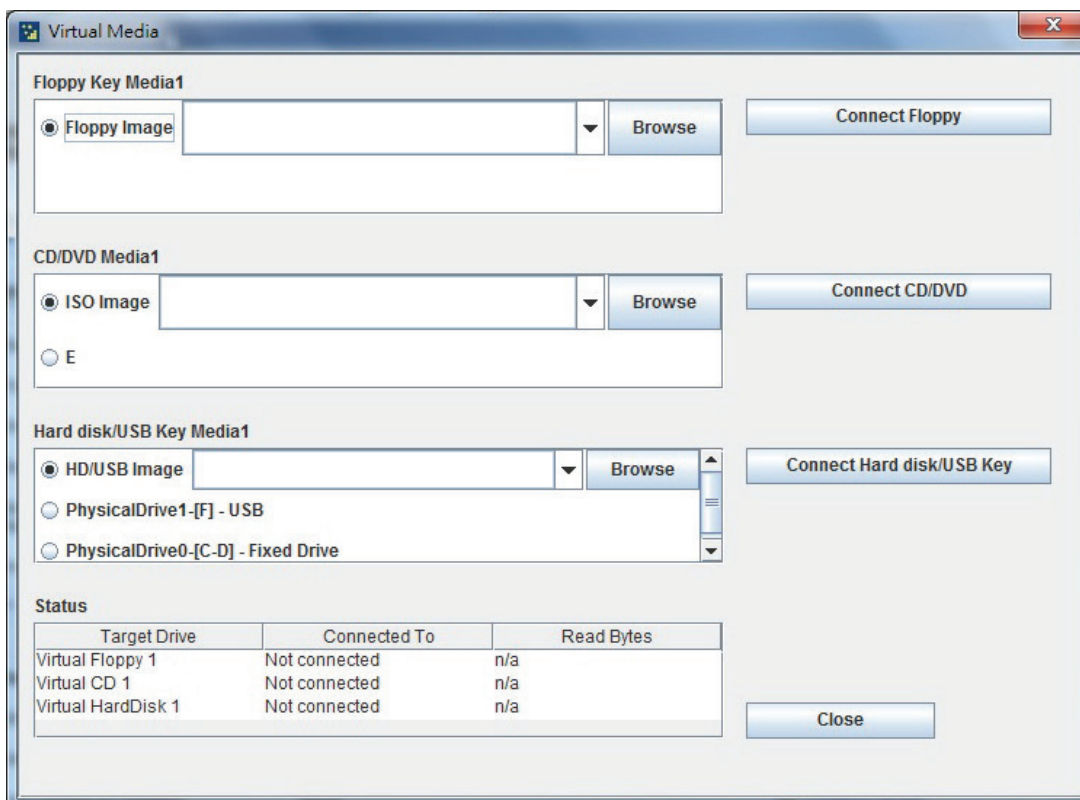 Virtual Media
Floppy Key Media1
Floppy Image Browse Connect Floppy
CD/DVD Media1
ISO Image Browse Connect CD/DVD
E
Hard disk/USB Key Media1
HD/USB Image Browse Connect Hard disk/USB Key
PhysicalDrive1-[F] - USB
PhysicalDrive0-[C-D] - Fixed Drive
Status
Target Drive Connected To Read Bytes
Virtual Floppy 1 Not connected n/a
Virtual CD 1 Not connected n/a
Virtual HardDisk 1 Not connected n/a
Close